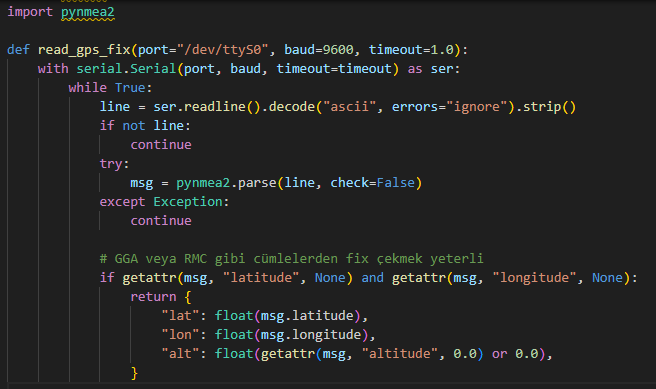 import pynmea2

def read_gps_fix(port="/dev/ttyS0", baud=9600, timeout=1.0):
    with serial.Serial(port, baud, timeout=timeout) as ser:
        while True:
            line = ser.readline().decode("ascii", errors="ignore").strip()
            if not line:
                continue
            try:
                msg = pynmea2.parse(line, check=False)
            except Exception:
                continue

            # GGA veya RMC gibi cümlelerden fix çekmek yeterli
            if getattr(msg, "latitude", None) and getattr(msg, "longitude", None):
                return {
                    "lat": float(msg.latitude),
                    "lon": float(msg.longitude),
                    "alt": float(getattr(msg, "altitude", 0.0) or 0.0),
                }